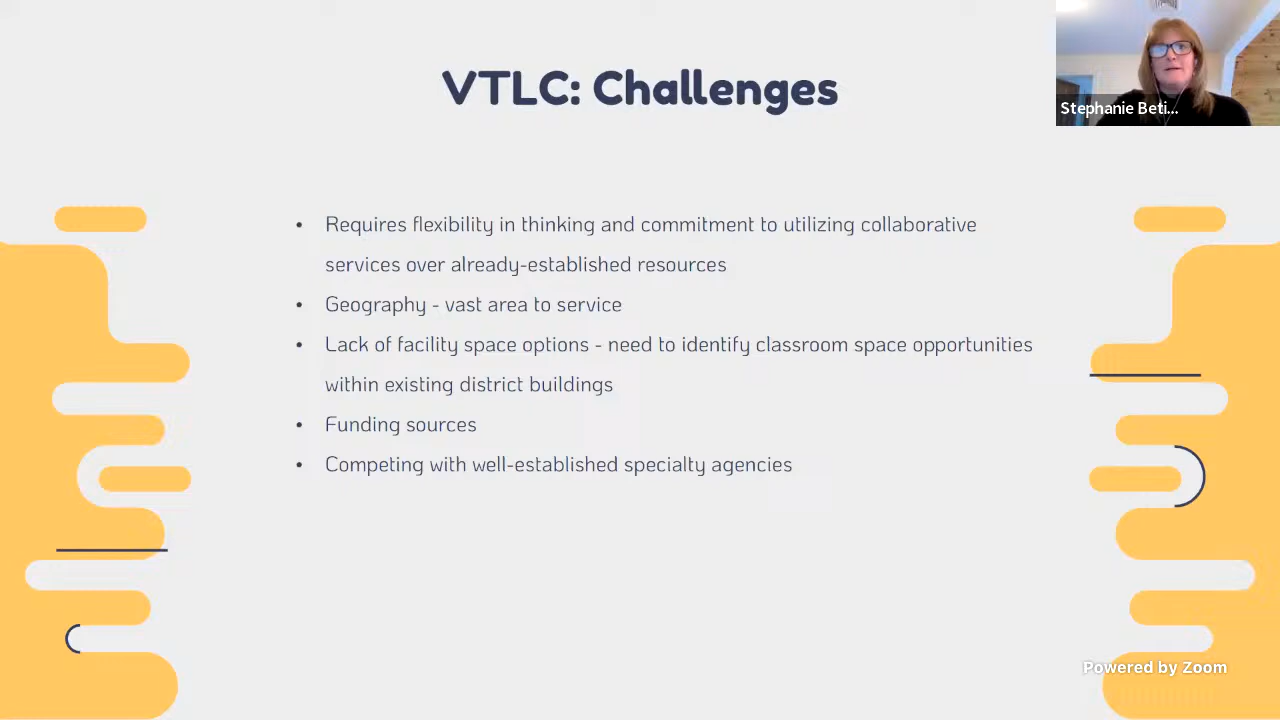 VTLC: Challenges
Stephanie Beti...
• Requires flexibility in thinking and commitment to utilizing collaborative
services over already-established resources
• Geography - vast area to service
• Lack of facility space options - need to identify classroom space opportunities
within existing district buildings
• Funding sources
• Competing with well-established specialty agencies
Powered by Zoom